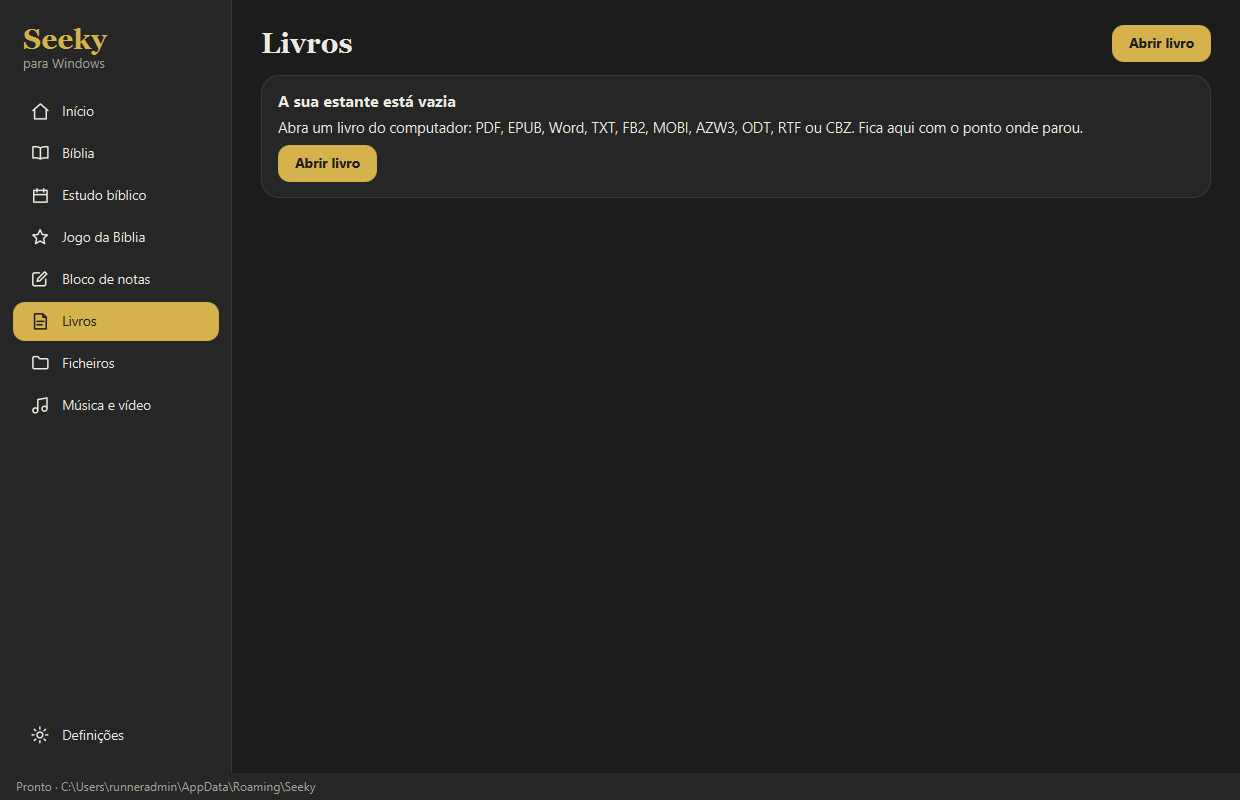 Seeky
para Windows
Início
Bíblia
Estudo bíblico
Jogo da Bíblia
Bloco de notas
Livros
Ficheiros
Música e vídeo
Definições
Livros
Abrir livro
A sua estante está vazia
Abra um livro do computador: PDF, EPUB, Word, TXT, FB2, MOBI, AZW3, ODT, RTF ou CBZ. Fica aqui com o ponto onde parou.
Abrir livro
Pronto · C:\Users\runneradmin\AppData\Roaming\Seeky